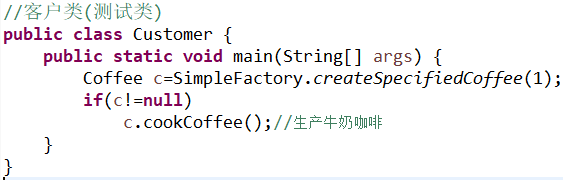 //客户类(测试类)
public class Customer {
    public static void main(String[] args) {
        Coffee c=SimpleFactory.createSpecifiedCoffee(1);
        if(c!=null)
            c.cookCoffee();//生产牛奶咖啡
    }
}